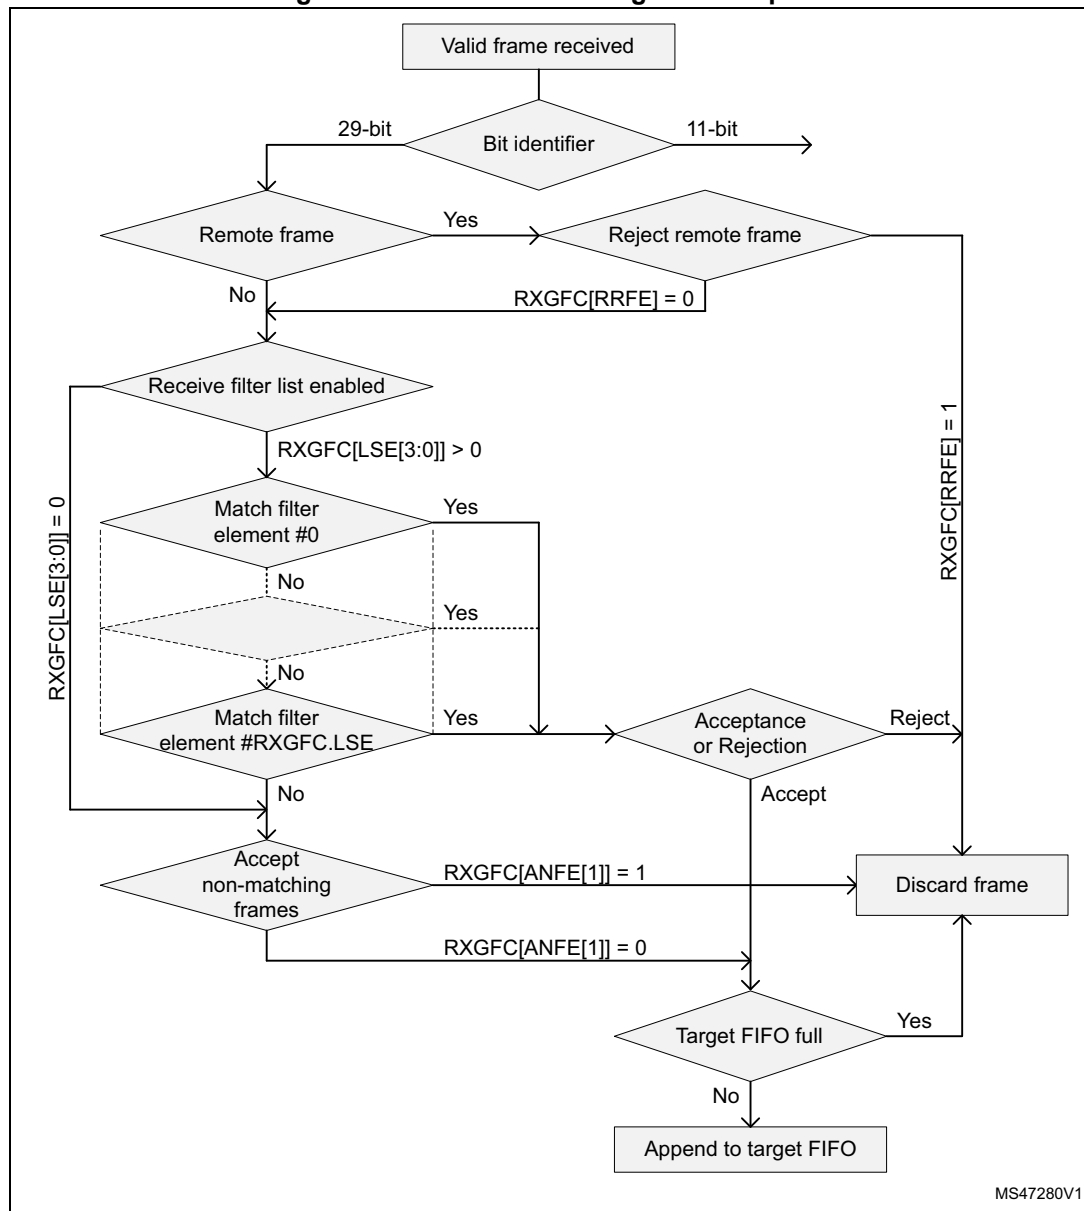 Valid frame received
29-bit
Bit identifier
11-bit
Remote frame
Yes
Reject remote frame
No
RXGFC[RRFE] = 0
Receive filter list enabled
RXGFC[LSE[3:0]] > 0
RXGFC[RRFE] = 1
RXGFC[LSE[3:0]] = 0
Match filter
element #0
Yes
No
Yes
No
Match filter
element #RXGFC.LSE
Yes
Acceptance
or Rejection
Reject
No
Accept
Accept
non-matching
frames
RXGFC[ANFE[1]] = 1
Discard frame
RXGFC[ANFE[1]] = 0
Target FIFO full
Yes
No
Append to target FIFO
MS47280V1